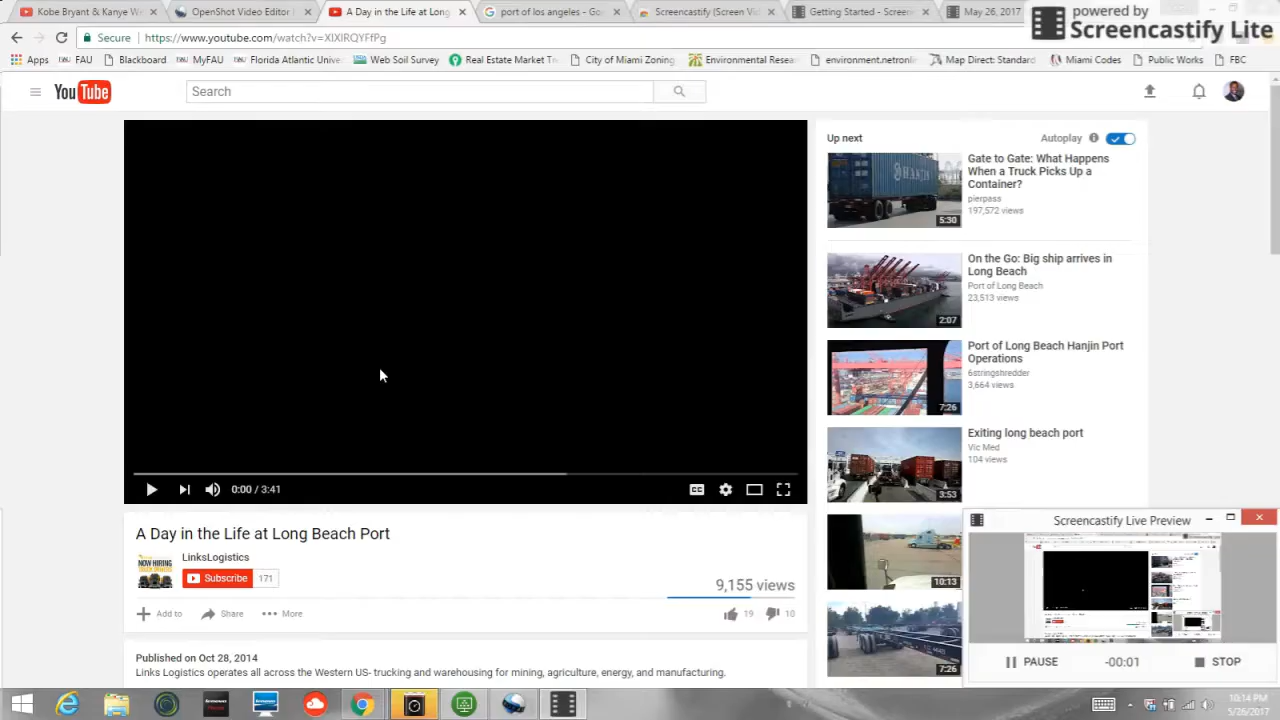 Kobe Bryant & Kanye W
OpenShot Video Editor
A Day in the Life at Long
port of los angeles - Go
Screencastify (Screen Vi
Getting Started - Screen
May 26, 2017
powered by
Screencastify Lite
Secure
https://www.youtube.com/watch?v=
Apps
FAU
Blackboard
MyFAU
Florida Atlantic Unive
Web Soil Survey
Real Estate Market
City of Miami Zoning
Environmental Resea
environment.netronli
Map Direct: Standard
Miami Codes
Public Works
FBC
YouTube
Search
Up next
Autoplay
HANJIN
5:30
Gate to Gate: What Happens
When a Truck Picks Up a
Container?
pierpass
197,572 views
2:07
On the Go: Big ship arrives in
Long Beach
Port of Long Beach
23,513 views
7:26
Port of Long Beach Hanjin Port
Operations
6stringshredder
3,664 views
3:53
Exiting long beach port
Vic Med
104 views
10:13
7:26
0:00 / 3:41
CC
A Day in the Life at Long Beach Port
NOW HIRING
LinksLogistics
Subscribe
171
9,155 views
Add to
Share
More
19
10
Published on Oct 28, 2014
Links Logistics operates all across the Western US- trucking and warehousing for mining, agriculture, energy, and manufacturing.
Screencastify Live Preview
PAUSE
-00:01
STOP
10:14 PM
5/26/2017